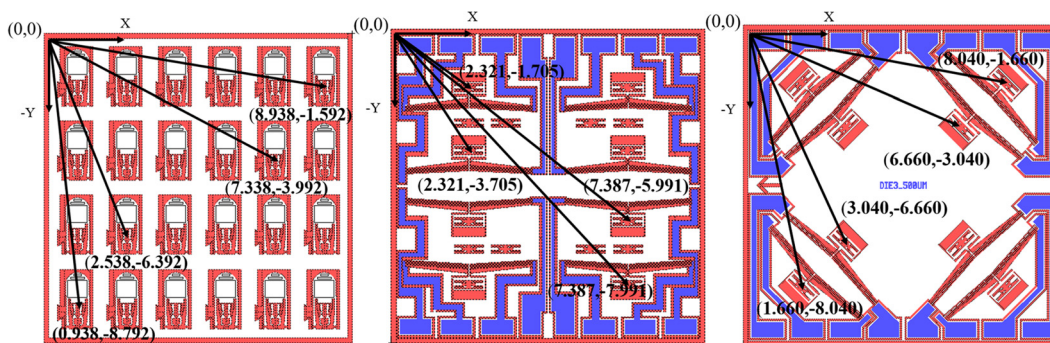 (0,0)
X
-Y
(8.938,-1.592)
(7.338,-3.992)
(2.538,-6.392)
(0.938,-8.792)
(0,0)
X
-Y
(2.321,-1.705)
(2.321,-3.705)
(7.387,-5.991)
(7.387,-7.991)
(0,0)
X
-Y
(8.040,-1.660)
(6.660,-3.040)
DIE3_500UM
(3.040,-6.660)
(1.660,-8.040)